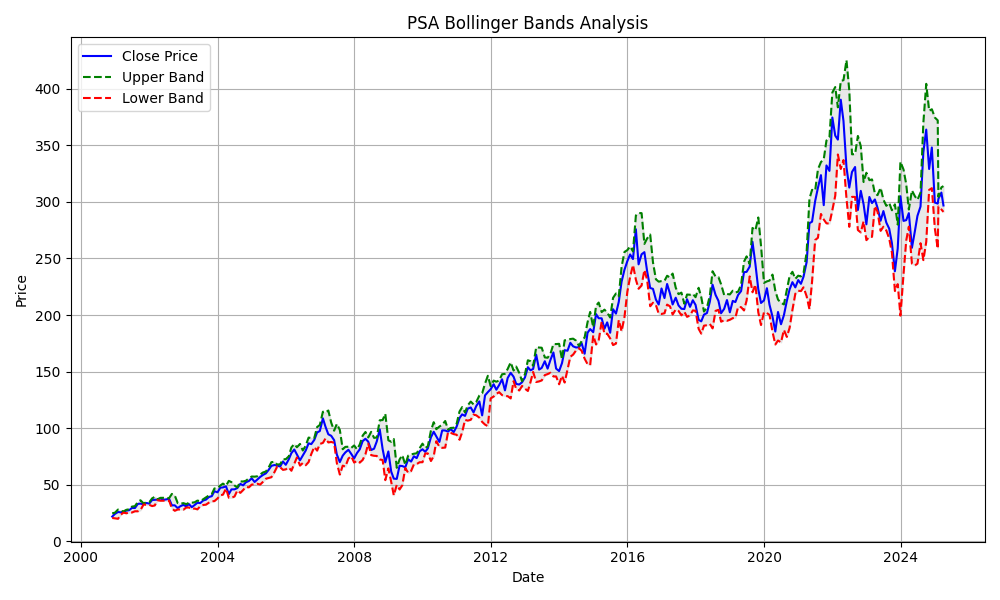 PSA Bollinger Bands Analysis
Close Price
Upper Band
Lower Band
Price
400
350
300
250
200
150
100
50
0
2000 2004 2008 2012 2016 2020 2024
Date